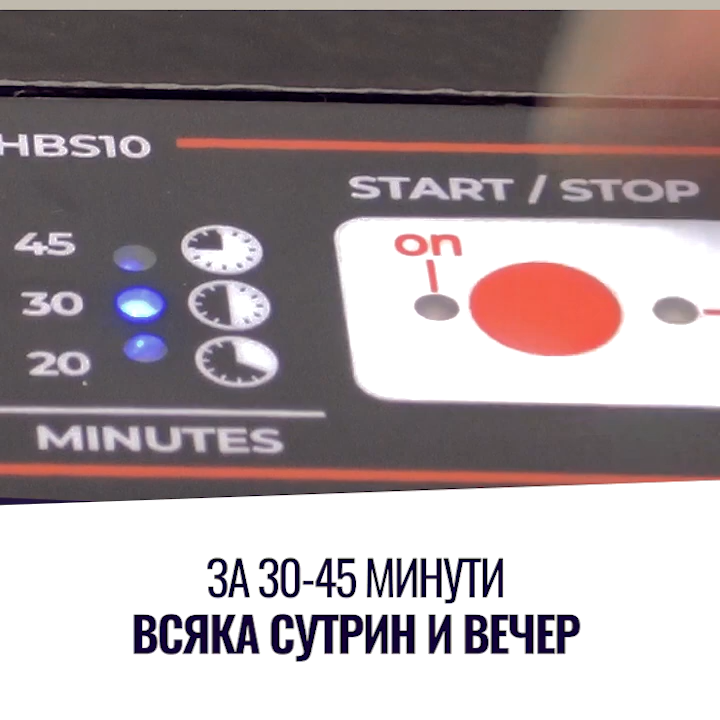 HBS10
START / STOP
45
on
30
20
MINUTES
ЗА 30-45 МИНУТИ
ВСЯКА СУТРИН И ВЕЧЕР